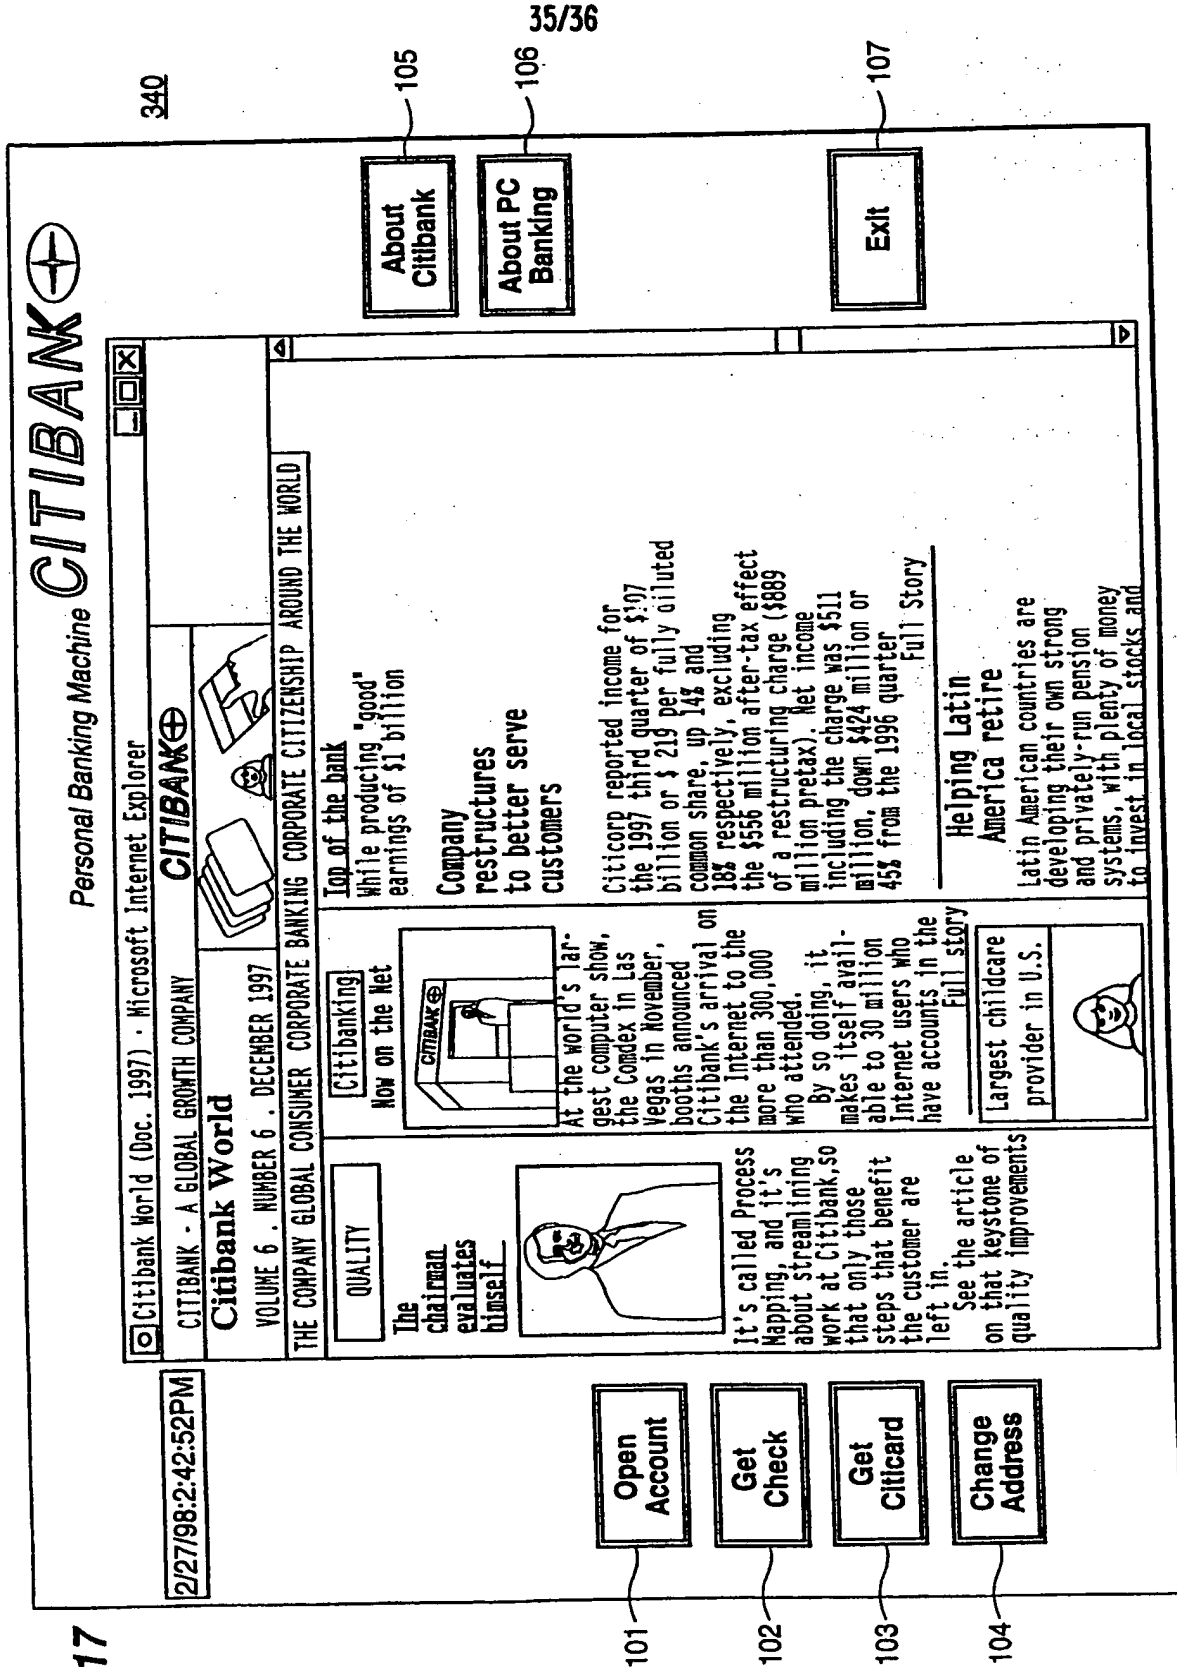 35/36
17
340
Personal Banking Machine CITIBANK
2/27/98:2:42:52PM
Citibank World (Doc. 1997) · Microsoft Internet Explorer
CITIBANK - A GLOBAL GROWTH COMPANY
CITIBANK
Citibank World
VOLUME 6 . NUMBER 6 . DECEMBER 1997
THE COMPANY GLOBAL CONSUMER CORPORATE BANKING CORPORATE CITIZENSHIP AROUND THE WORLD
QUALITY
The
chairman
evaluates
himself
It's called Process
Mapping, and it's
about streamlining
work at Citibank,so
that only those
steps that benefit
the customer are
left in.
See the article
on that keystone of
quality improvements
Citibanking
Now on the Net
CITIBANK
At the world's lar-
gest computer show,
the Comdex in Las
Vegas in November,
booths announced
Citibank's arrival on
the Internet to the
more than 300,000
who attended.
By so doing, it
makes itself avail-
able to 30 million
Internet users who
have accounts in the
Full story
Largest childcare
provider in U.S.
Top of the bank
While producing "good"
earnings of $1 billion
Company
restructures
to better serve
customers
Citicorp reported income for
the 1997 third quarter of $107
billion or $ 219 per fully diluted
common share, up 14% and
18% respectively, excluding
the $556 million after-tax effect
of a restructuring charge ($889
million pretax). Net income
including the charge was $511
million, down $424 million or
45% from the 1996 quarter
Full Story
Helping Latin
America retire
Latin American countries are
developing their own strong
and privately-run pension
systems, with plenty of money
to invest in local stocks and
Open
Account
101
Get
Check
102
Get
Citicard
103
Change
Address
104
About
Citibank
105
About PC
Banking
106
Exit
107